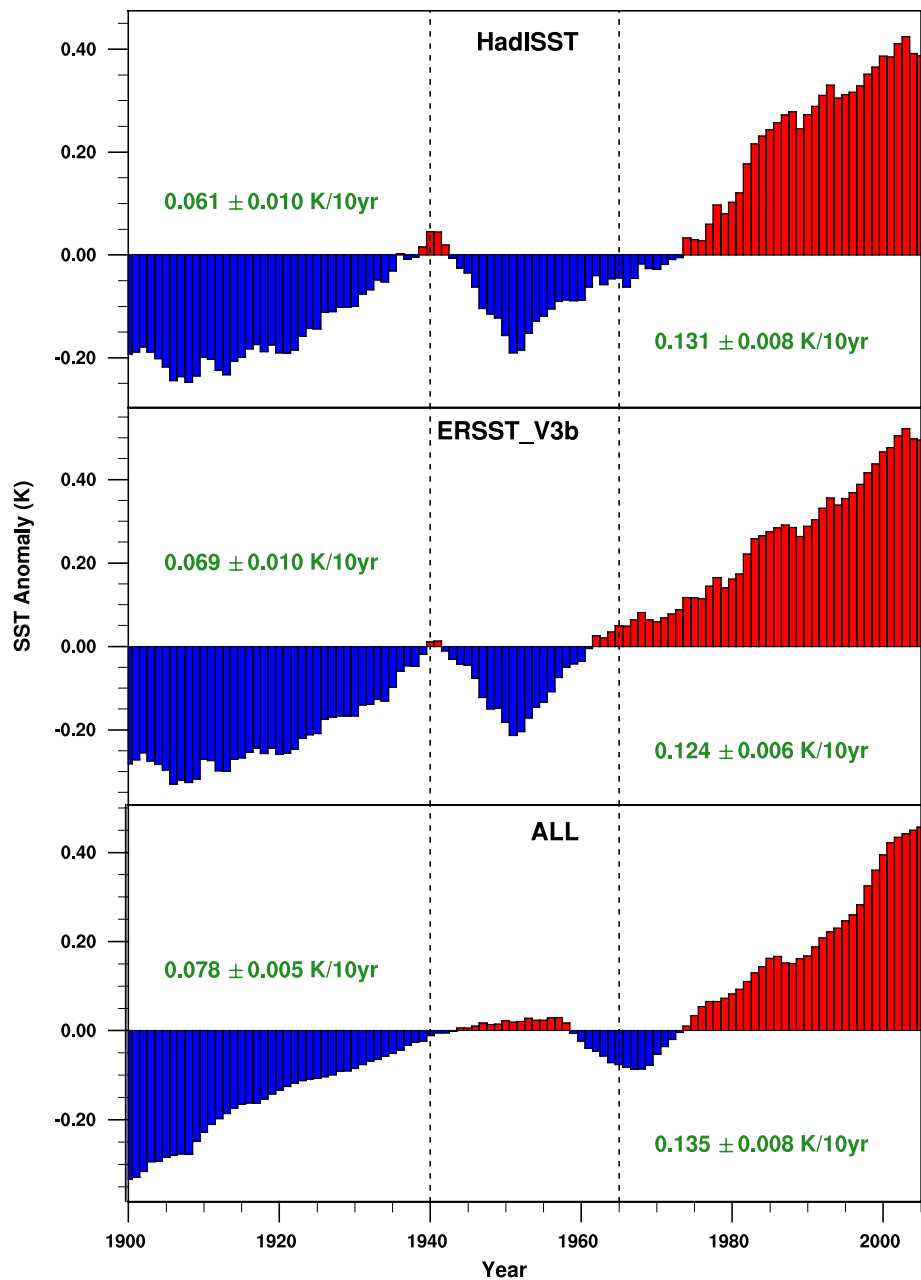 HadISST
0.40
0.20
0.061 ± 0.010 K/10yr
0.00
0.131 ± 0.008 K/10yr
-0.20
ERSST_V3b
0.40
0.20
0.069 ± 0.010 K/10yr
0.00
-0.20
0.124 ± 0.006 K/10yr
SST Anomaly (K)
ALL
0.40
0.20
0.078 ± 0.005 K/10yr
0.00
-0.20
0.135 ± 0.008 K/10yr
1900 1920 1940 1960 1980 2000
Year